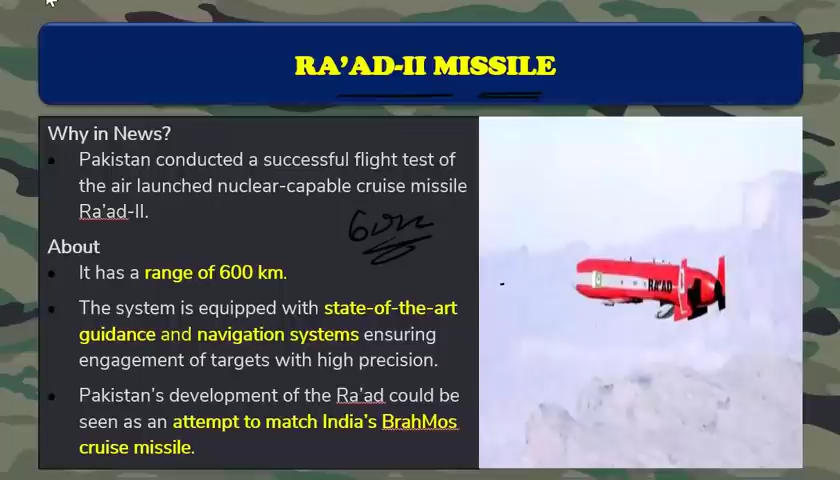 RA'AD-II MISSILE
Why in News?
Pakistan conducted a successful flight test of
the air launched nuclear-capable cruise missile
Ra'ad-II.
About
It has a range of 600 km.
The system is equipped with state-of-the-art
guidance and navigation systems ensuring
engagement of targets with high precision.
Pakistan's development of the Ra'ad could be
seen as an attempt to match India's BrahMos
cruise missile.
RA'AD